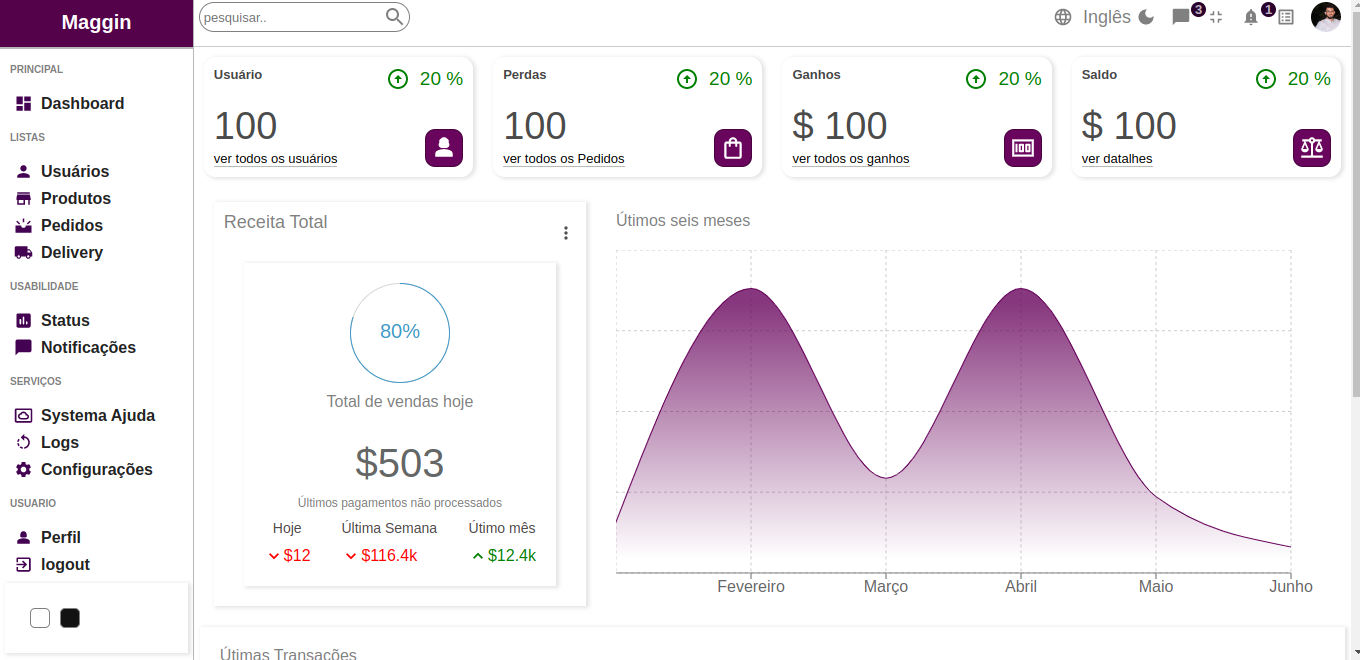 Maggin
PRINCIPAL
Dashboard
LISTAS
Usuários
Produtos
Pedidos
Delivery
USABILIDADE
Status
Notificações
SERVIÇOS
Systema Ajuda
Logs
Configurações
USUARIO
Perfil
logout
pesquisar..
Inglês
3
1
Usuário
20 %
100
ver todos os usuários
Perdas
20 %
100
ver todos os Pedidos
Ganhos
20 %
$ 100
ver todos os ganhos
Saldo
20 %
$ 100
ver datalhes
Receita Total
80%
Total de vendas hoje
$503
Últimos pagamentos não processados
Hoje Última Semana Útimo mês
$12 $116.4k $12.4k
Útimos seis meses
Fevereiro Março Abril Maio Junho
Útimas Transações